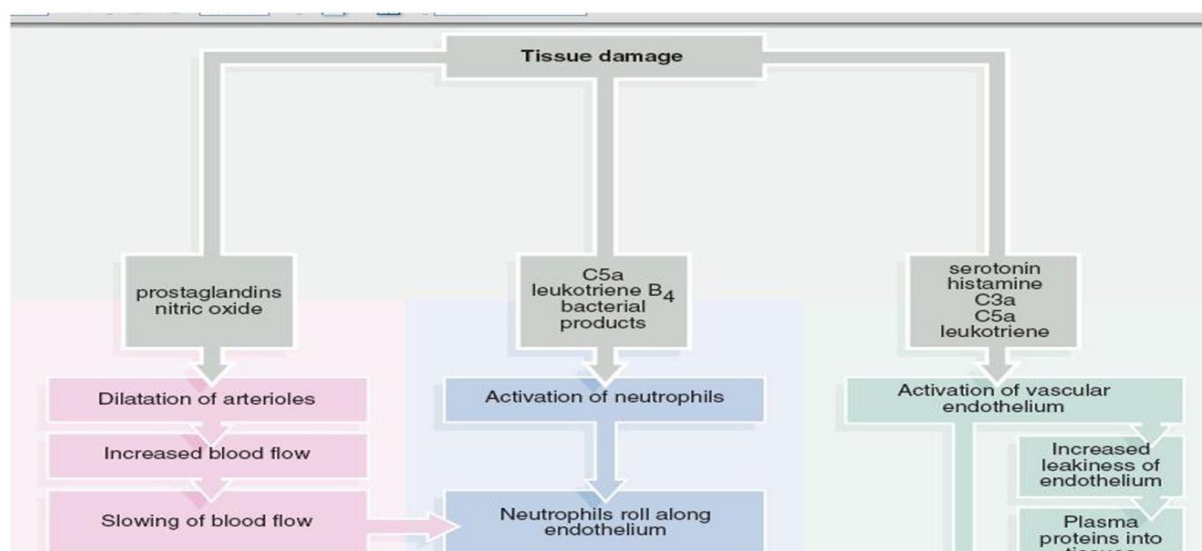 Tissue damage
prostaglandins
nitric oxide
C5a
leukotriene B4
bacterial
products
serotonin
histamine
C3a
C5a
leukotriene
Dilatation of arterioles
Activation of neutrophils
Activation of vascular
endothelium
Increased blood flow
Increased
leakiness of
endothelium
Slowing of blood flow
Neutrophils roll along
endothelium
Plasma
proteins into
tissues